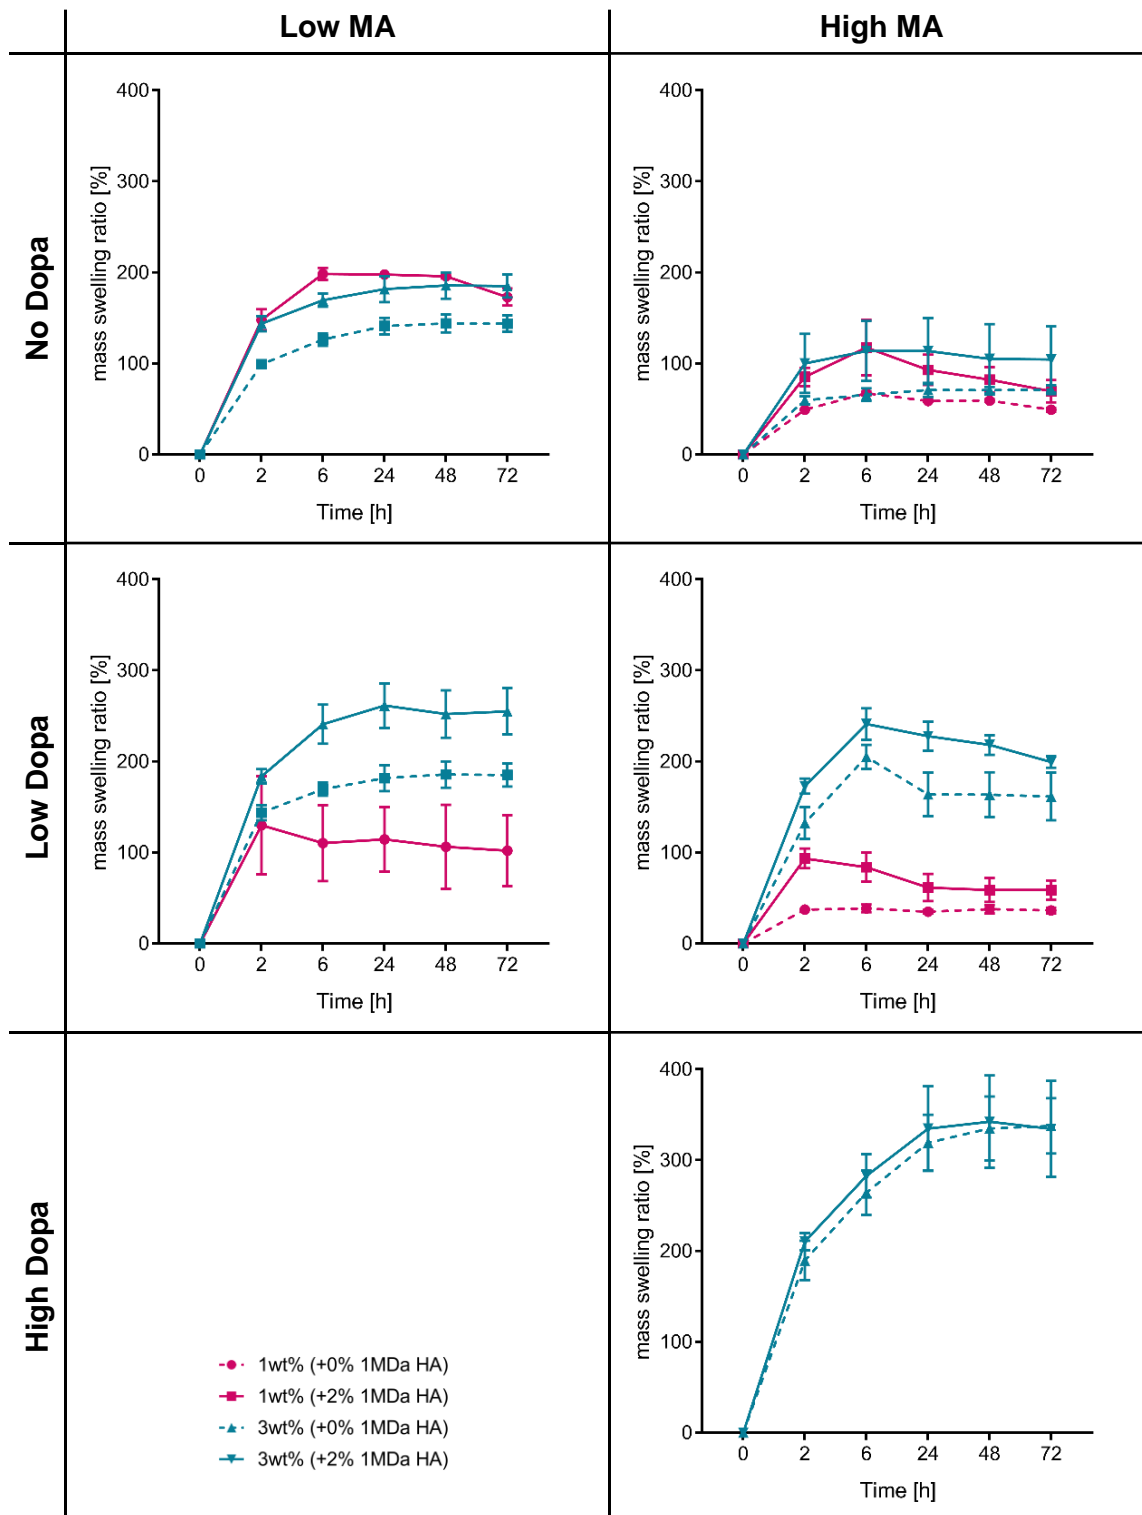 Low MA
High MA
No Dopa
mass swelling ratio [%]
400
300
200
100
0
0 2 6 24 48 72
Time [h]
mass swelling ratio [%]
400
300
200
100
0
0 2 6 24 48 72
Time [h]
Low Dopa
mass swelling ratio [%]
400
300
200
100
0
0 2 6 24 48 72
Time [h]
mass swelling ratio [%]
400
300
200
100
0
0 2 6 24 48 72
Time [h]
High Dopa
1wt% (+0% 1MDa HA)
1wt% (+2% 1MDa HA)
3wt% (+0% 1MDa HA)
3wt% (+2% 1MDa HA)
mass swelling ratio [%]
400
300
200
100
0
0 2 6 24 48 72
Time [h]